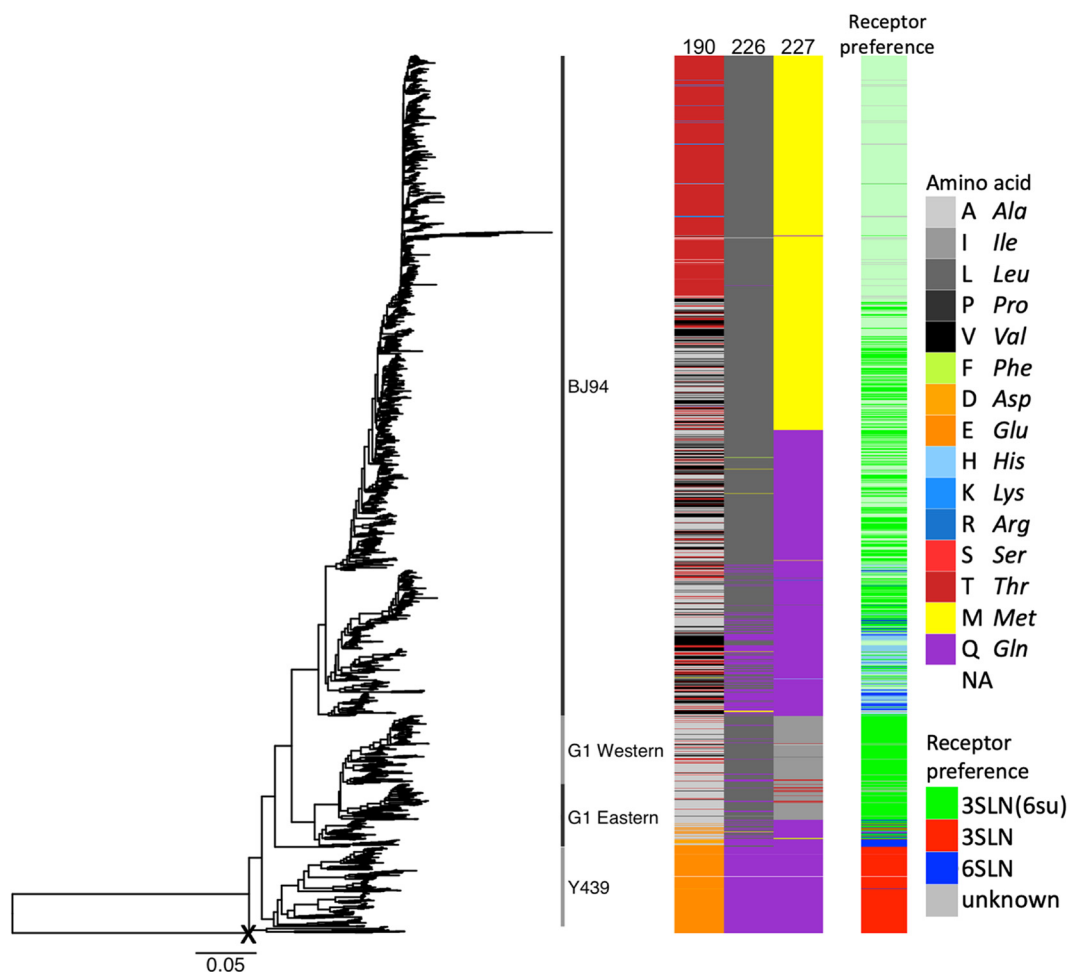 Receptor
preference
190 226 227
BJ94
G1 Western
G1 Eastern
Y439
X
0.05
Amino acid
A Ala
I Ile
L Leu
P Pro
V Val
F Phe
D Asp
E Glu
H His
K Lys
R Arg
S Ser
T Thr
M Met
Q Gln
NA
Receptor
preference
3SLN(6su)
3SLN
6SLN
unknown